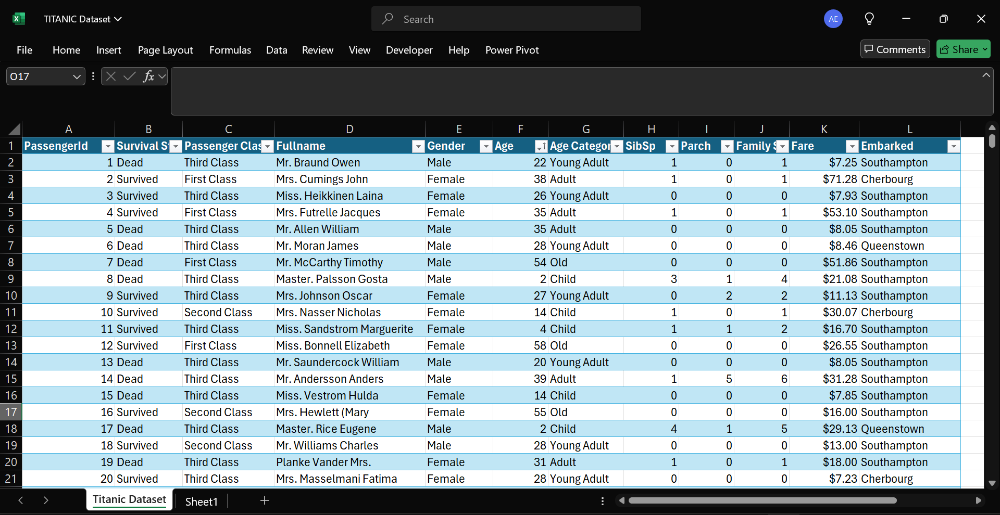 TITANIC Dataset
Search
AE
File Home Insert Page Layout Formulas Data Review View Developer Help Power Pivot Comments Share
O17 fx
A B C D E F G H I J K L
1 PassengerId Survival St Passenger Clas Fullname Gender Age Age Categor SibSp Parch Family S Fare Embarked
2 1 Dead Third Class Mr. Braund Owen Male 22 Young Adult 1 0 1 $7.25 Southampton
3 2 Survived First Class Mrs. Cumings John Female 38 Adult 1 0 1 $71.28 Cherbourg
4 3 Survived Third Class Miss. Heikkinen Laina Female 26 Young Adult 0 0 0 $7.93 Southampton
5 4 Survived First Class Mrs. Futrelle Jacques Female 35 Adult 1 0 1 $53.10 Southampton
6 5 Dead Third Class Mr. Allen William Male 35 Adult 0 0 0 $8.05 Southampton
7 6 Dead Third Class Mr. Moran James Male 28 Young Adult 0 0 0 $8.46 Queenstown
8 7 Dead First Class Mr. McCarthy Timothy Male 54 Old 0 0 0 $51.86 Southampton
9 8 Dead Third Class Master. Palsson Gosta Male 2 Child 3 1 4 $21.08 Southampton
10 9 Survived Third Class Mrs. Johnson Oscar Female 27 Young Adult 0 2 2 $11.13 Southampton
11 10 Survived Second Class Mrs. Nasser Nicholas Female 14 Child 1 0 1 $30.07 Cherbourg
12 11 Survived Third Class Miss. Sandstrom Marguerite Female 4 Child 1 1 2 $16.70 Southampton
13 12 Survived First Class Miss. Bonnell Elizabeth Female 58 Old 0 0 0 $26.55 Southampton
14 13 Dead Third Class Mr. Saundercock William Male 20 Young Adult 0 0 0 $8.05 Southampton
15 14 Dead Third Class Mr. Andersson Anders Male 39 Adult 1 5 6 $31.28 Southampton
16 15 Dead Third Class Miss. Vestrom Hulda Female 14 Child 0 0 0 $7.85 Southampton
17 16 Survived Second Class Mrs. Hewlett (Mary Female 55 Old 0 0 0 $16.00 Southampton
18 17 Dead Third Class Master. Rice Eugene Male 2 Child 4 1 5 $29.13 Queenstown
19 18 Survived Second Class Mr. Williams Charles Male 28 Young Adult 0 0 0 $13.00 Southampton
20 19 Dead Third Class Planke Vander Mrs. Female 31 Adult 1 0 1 $18.00 Southampton
21 20 Survived Third Class Mrs. Masselmani Fatima Female 28 Young Adult 0 0 0 $7.23 Cherbourg
Titanic Dataset Sheet1